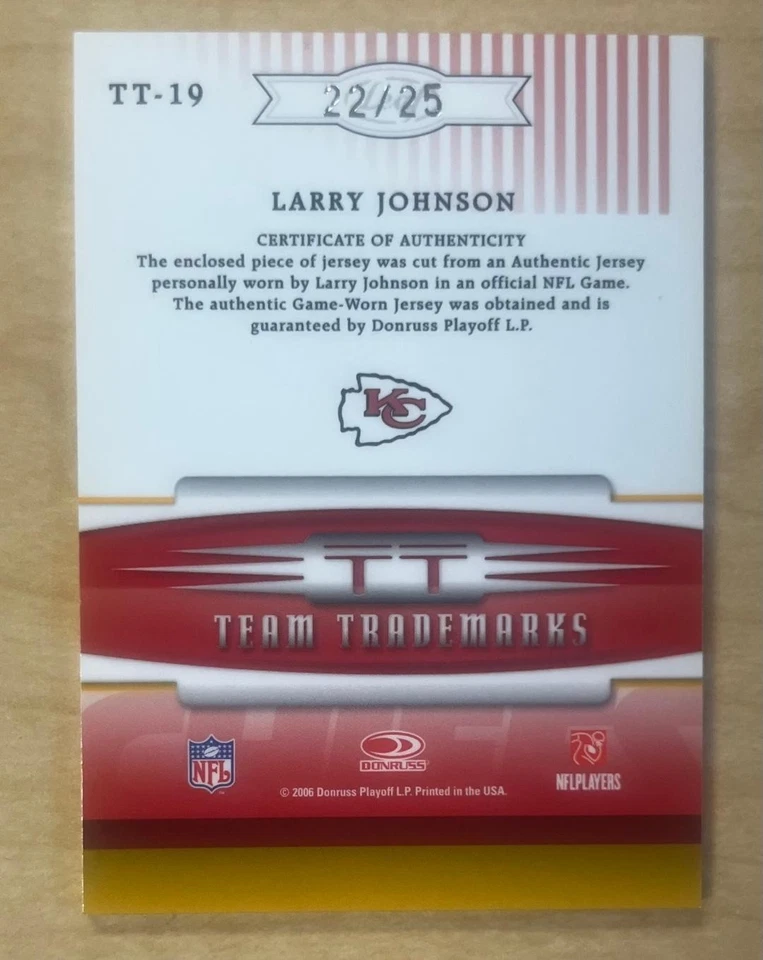 TT-19
22/25
LARRY JOHNSON
CERTIFICATE OF AUTHENTICITY
The enclosed piece of jersey was cut from an Authentic Jersey
personally worn by Larry Johnson in an official NFL Game.
The authentic Game-Worn Jersey was obtained and is
guaranteed by Donruss Playoff L.P.
KC
TT
TEAM TRADEMARKS
CHIEFS
NFL
DONRUSS
NFLPLAYERS
© 2006 Donruss Playoff L.P. Printed in the USA.